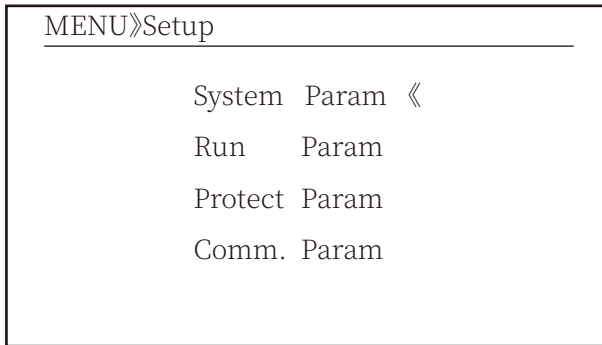 MENU》Setup
System Param 《
Run Param
Protect Param
Comm. Param